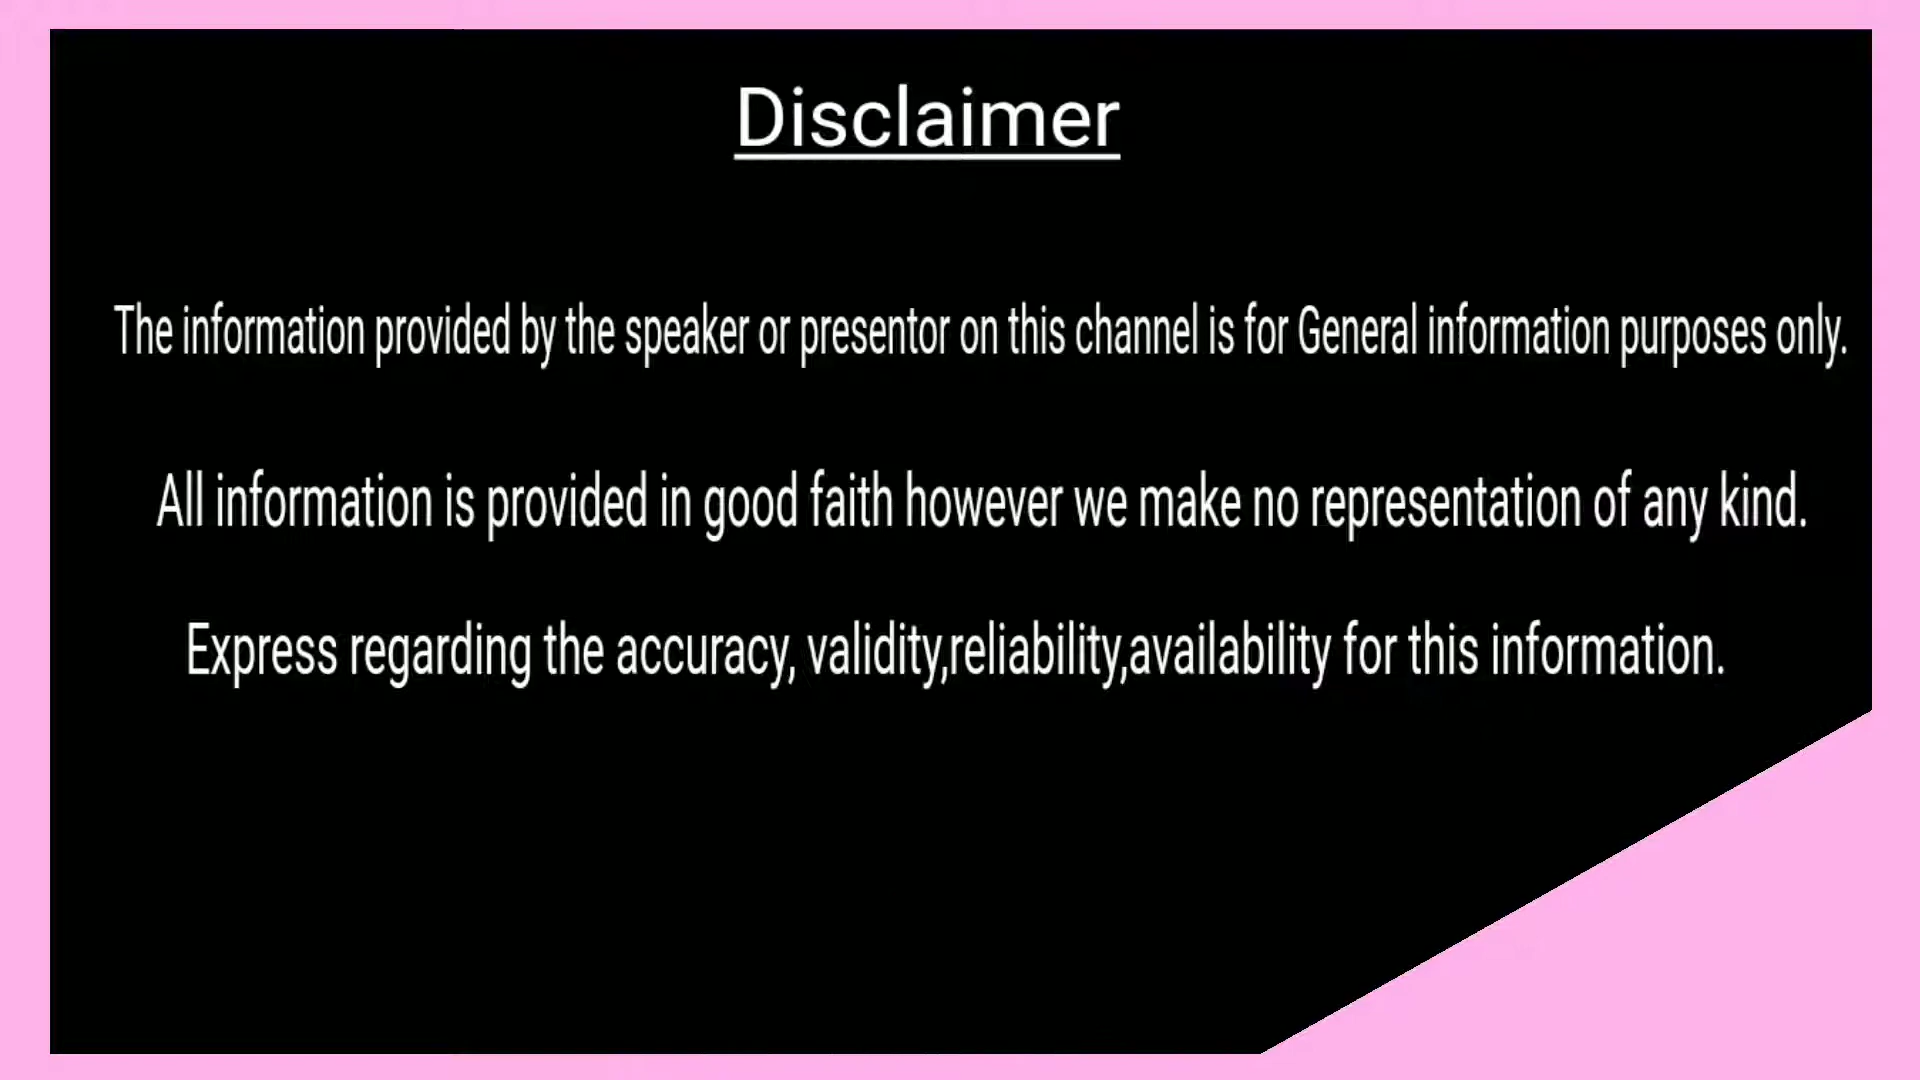 Disclaimer
The information provided by the speaker or presentor on this channel is for General information purposes only.
All information is provided in good faith however we make no representation of any kind.
Express regarding the accuracy, validity,reliability,availability for this information.